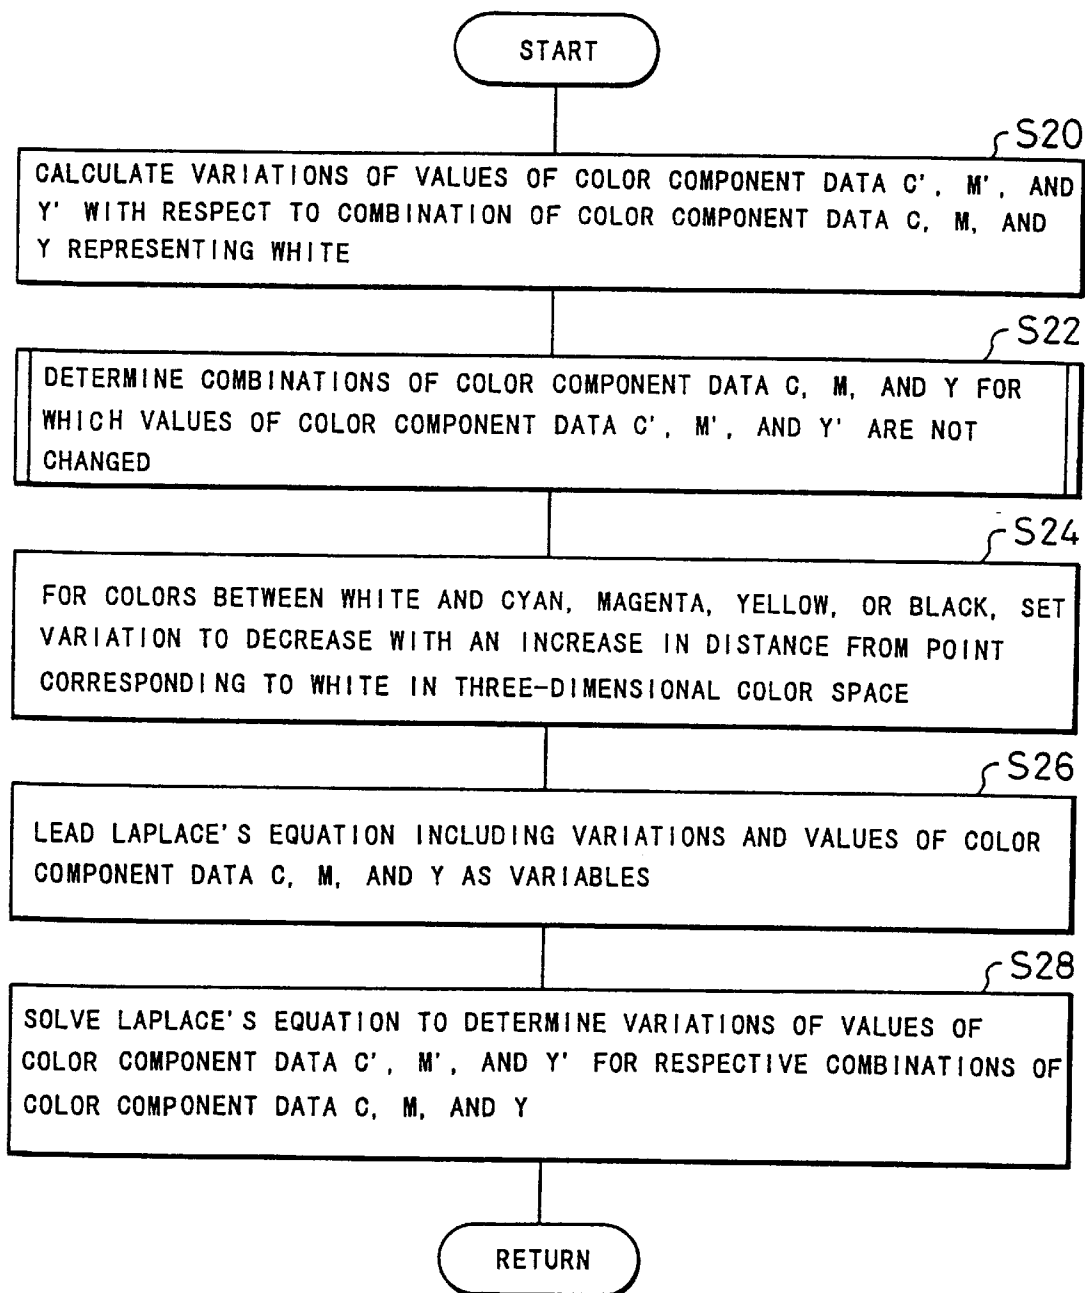 START
S20
CALCULATE VARIATIONS OF VALUES OF COLOR COMPONENT DATA C', M', AND
Y' WITH RESPECT TO COMBINATION OF COLOR COMPONENT DATA C, M, AND
Y REPRESENTING WHITE
S22
DETERMINE COMBINATIONS OF COLOR COMPONENT DATA C, M, AND Y FOR
WHICH VALUES OF COLOR COMPONENT DATA C', M', AND Y' ARE NOT
CHANGED
S24
FOR COLORS BETWEEN WHITE AND CYAN, MAGENTA, YELLOW, OR BLACK, SET
VARIATION TO DECREASE WITH AN INCREASE IN DISTANCE FROM POINT
CORRESPONDING TO WHITE IN THREE-DIMENSIONAL COLOR SPACE
S26
LEAD LAPLACE'S EQUATION INCLUDING VARIATIONS AND VALUES OF COLOR
COMPONENT DATA C, M, AND Y AS VARIABLES
S28
SOLVE LAPLACE'S EQUATION TO DETERMINE VARIATIONS OF VALUES OF
COLOR COMPONENT DATA C', M', AND Y' FOR RESPECTIVE COMBINATIONS OF
COLOR COMPONENT DATA C, M, AND Y
RETURN